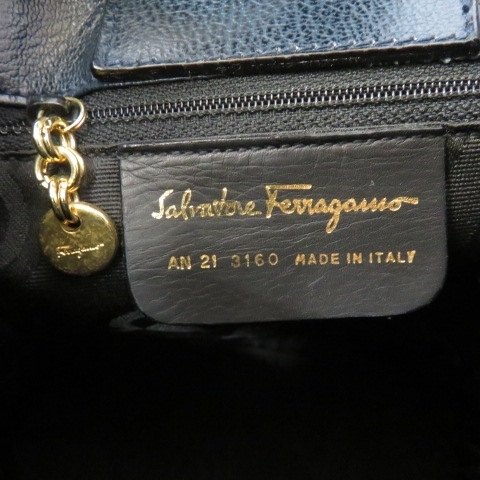 Salvatore Ferragamo
AN 21 3160 MADE IN ITALY
Ferragamo